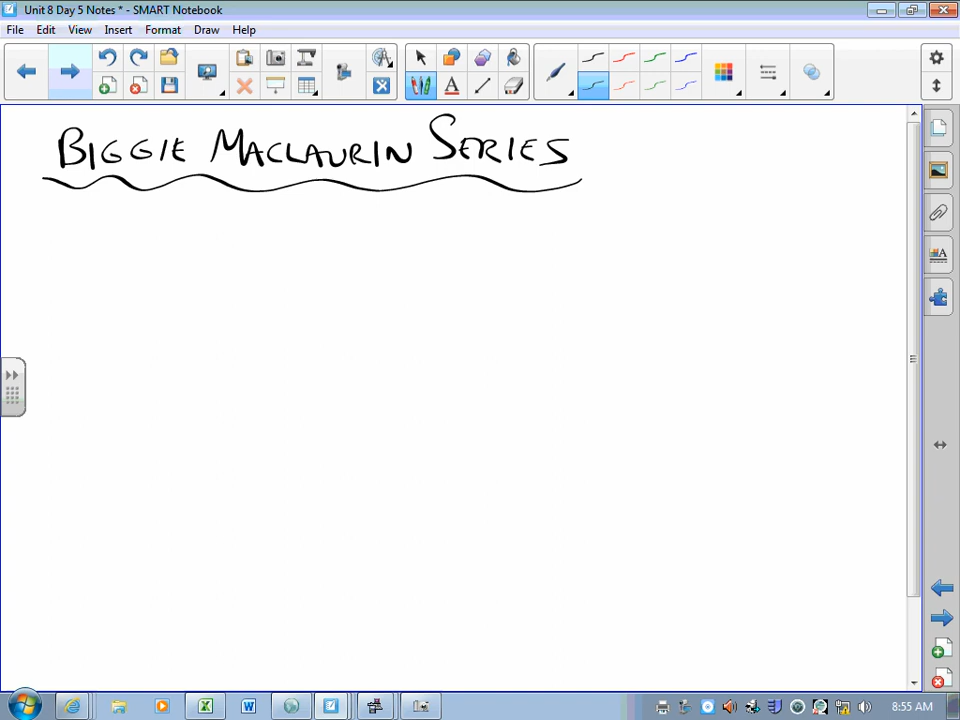 Unit 8 Day 5 Notes * - SMART Notebook
File Edit View Insert Format Draw Help
BIGGIE MACLAURIN SERIES
8:55 AM